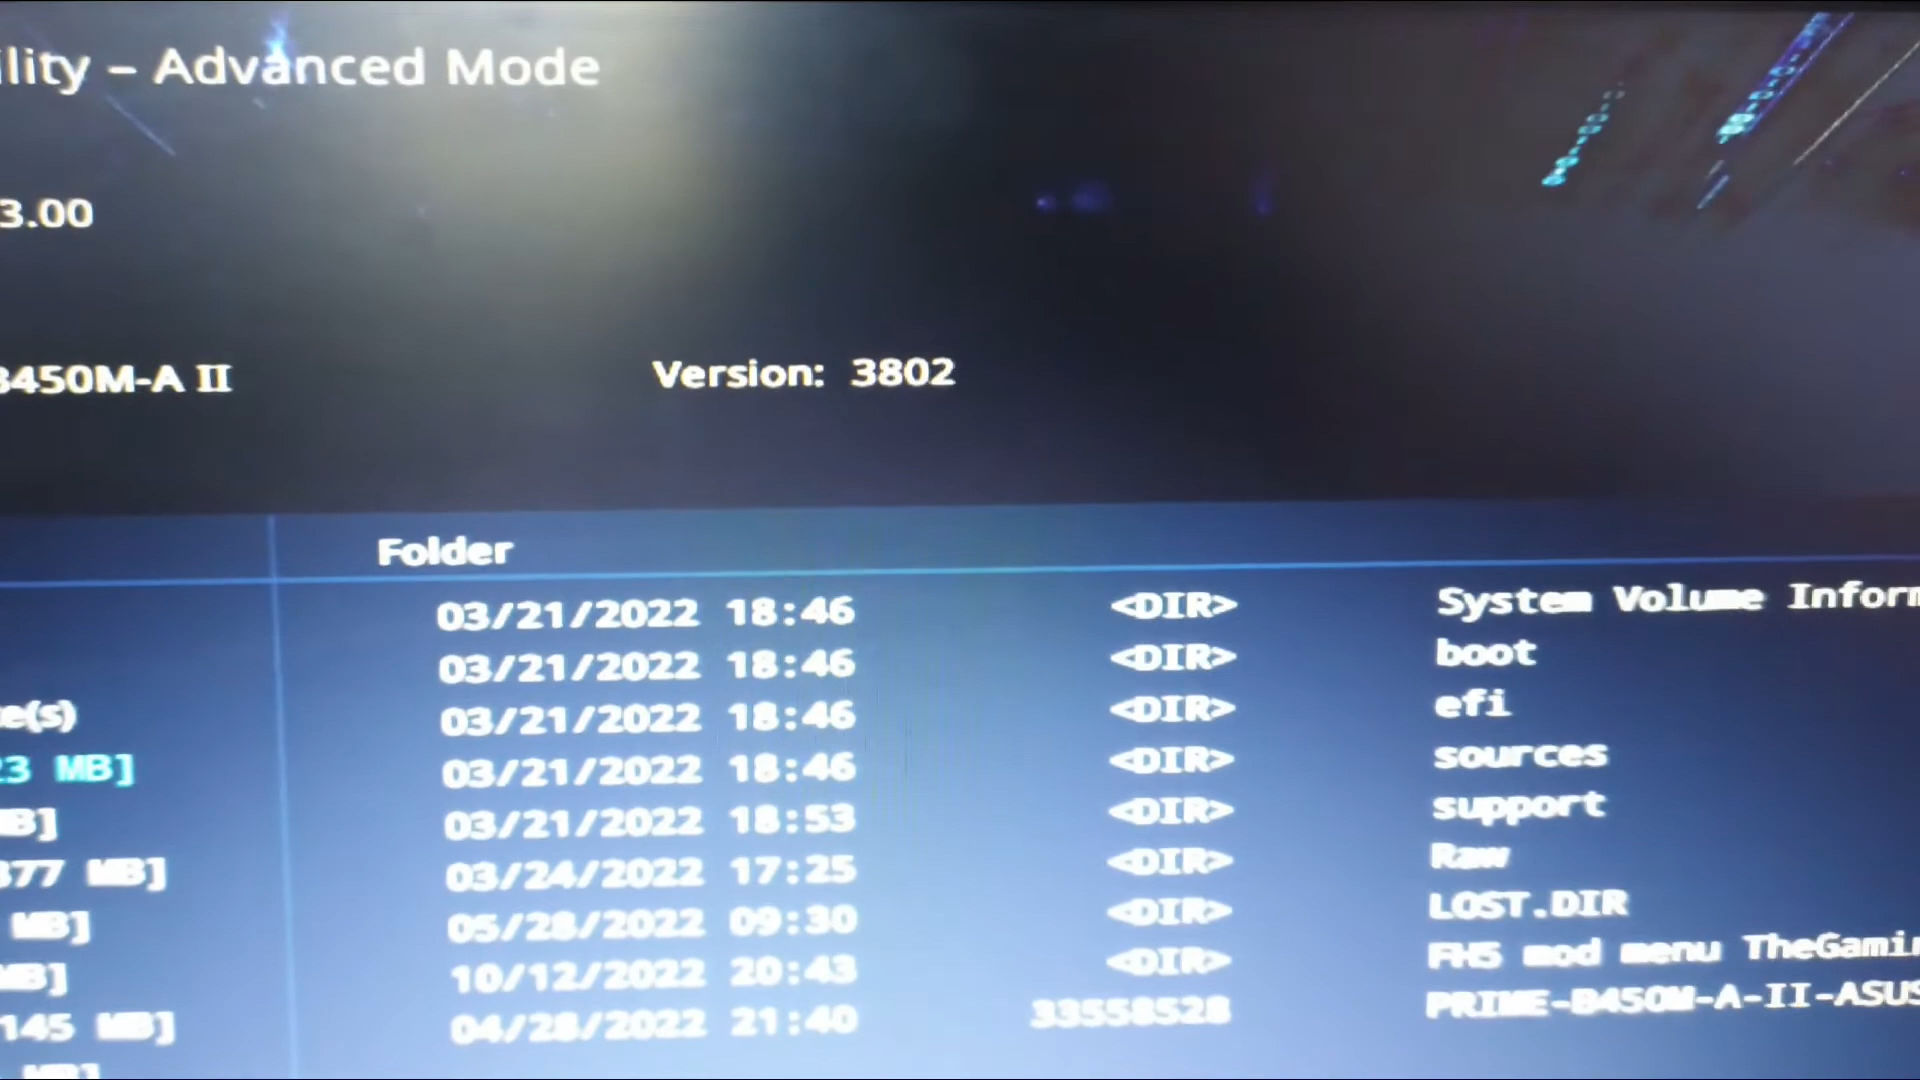 ility – Advanced Mode
3.00
B450M-A II Version: 3802
Folder
03/21/2022 18:46 <DIR> System Volume Inform
03/21/2022 18:46 <DIR> boot
03/21/2022 18:46 <DIR> efi
e(s) 03/21/2022 18:46 <DIR> sources
23 MB] 03/21/2022 18:53 <DIR> support
MB] 03/24/2022 17:25 <DIR> Raw
377 MB] 05/28/2022 09:30 <DIR> LOST.DIR
MB] 10/12/2022 20:43 <DIR> FH5 mod menu TheGamin
MB] 04/28/2022 21:40 33558528 PRIME-B450M-A-II-ASUS
145 MB]
MB]